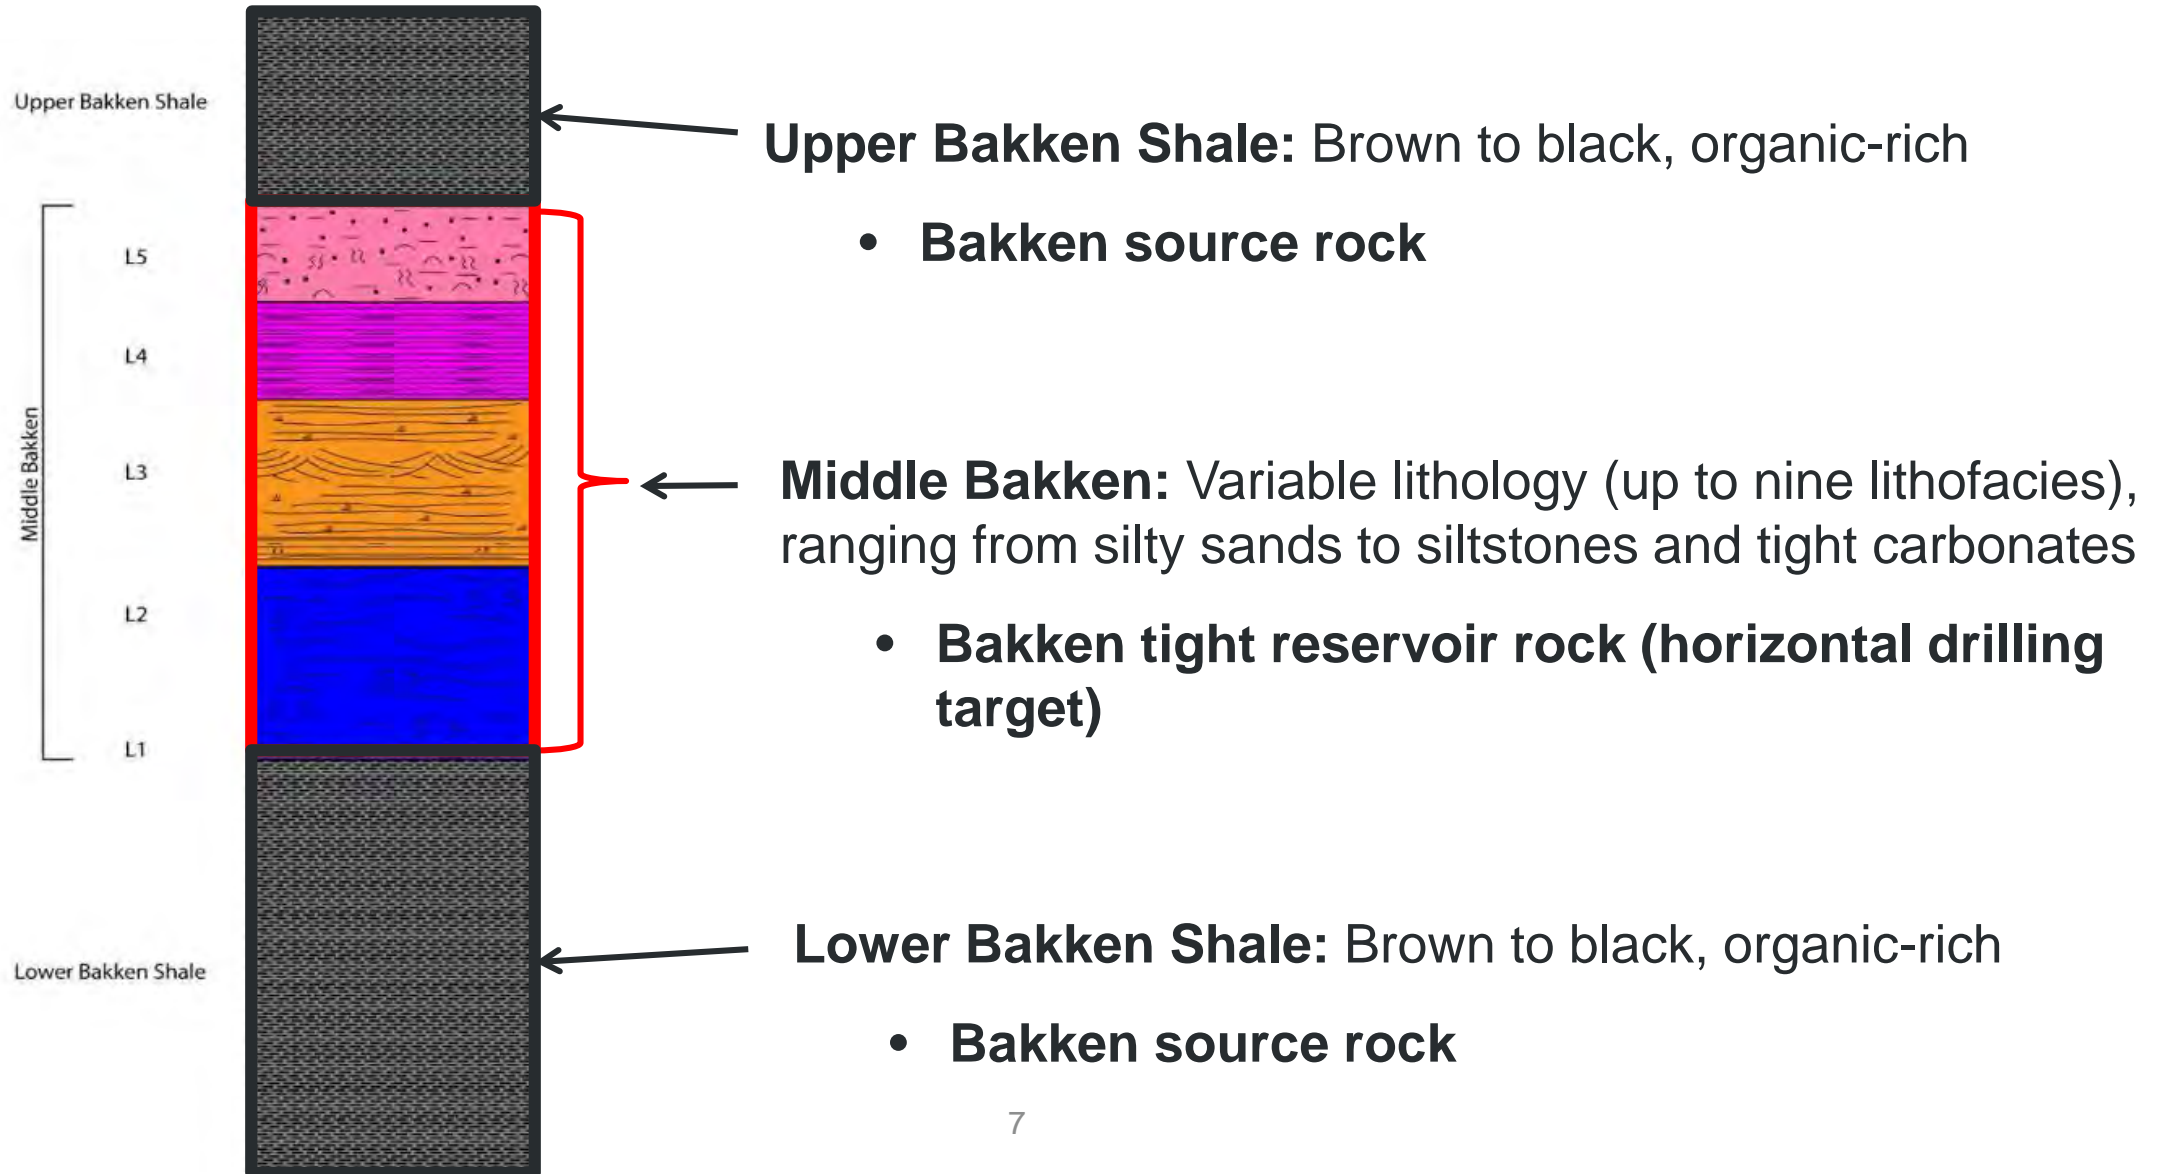 Upper Bakken Shale
L5
L4
L3
L2
L1
Middle Bakken
Lower Bakken Shale
Upper Bakken Shale: Brown to black, organic-rich
• Bakken source rock
Middle Bakken: Variable lithology (up to nine lithofacies),
ranging from silty sands to siltstones and tight carbonates
• Bakken tight reservoir rock (horizontal drilling
target)
Lower Bakken Shale: Brown to black, organic-rich
• Bakken source rock
7